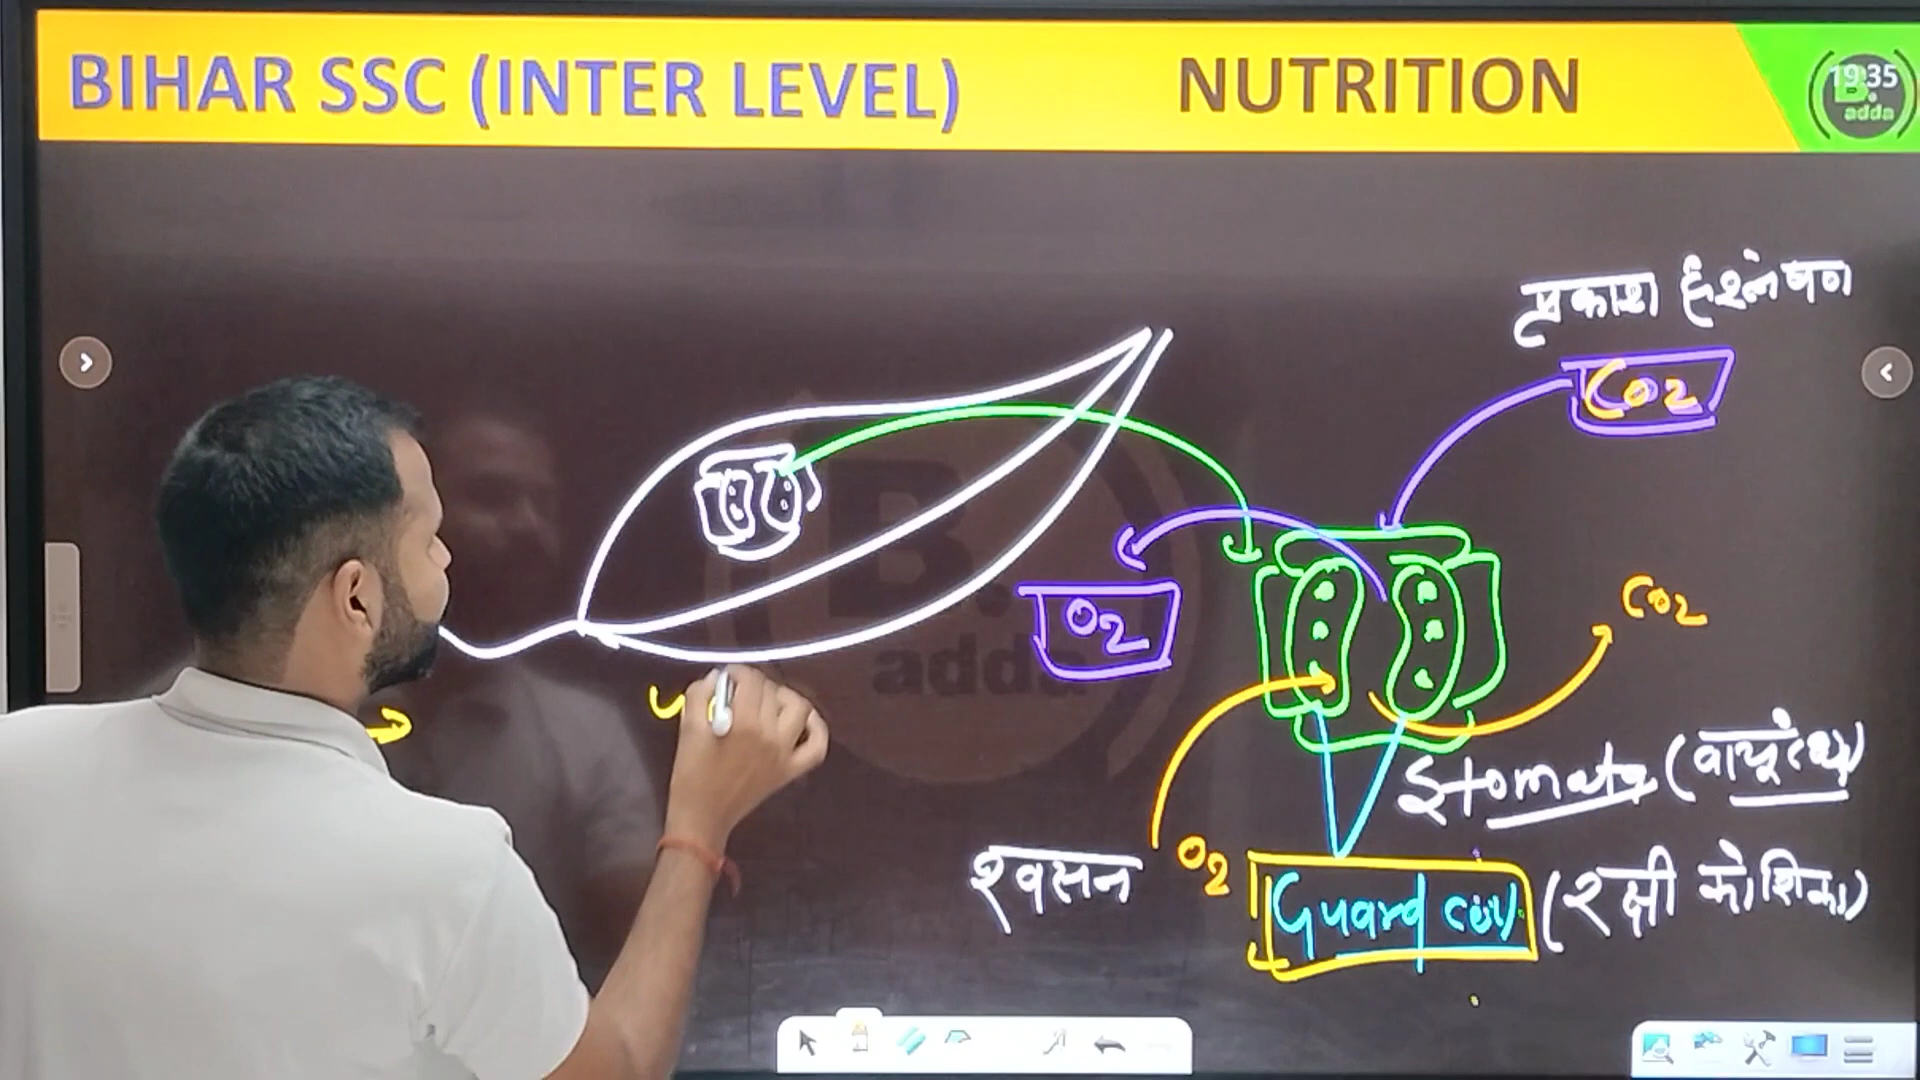 BIHAR SSC (INTER LEVEL)
NUTRITION
19:35
B.
adda
प्रकाश संश्लेषण
CO2
O2
CO2
B.
adda
Stomata (वायूरंध्र)
श्वसन
O2
Guard cell
(रक्षी कोशिका)